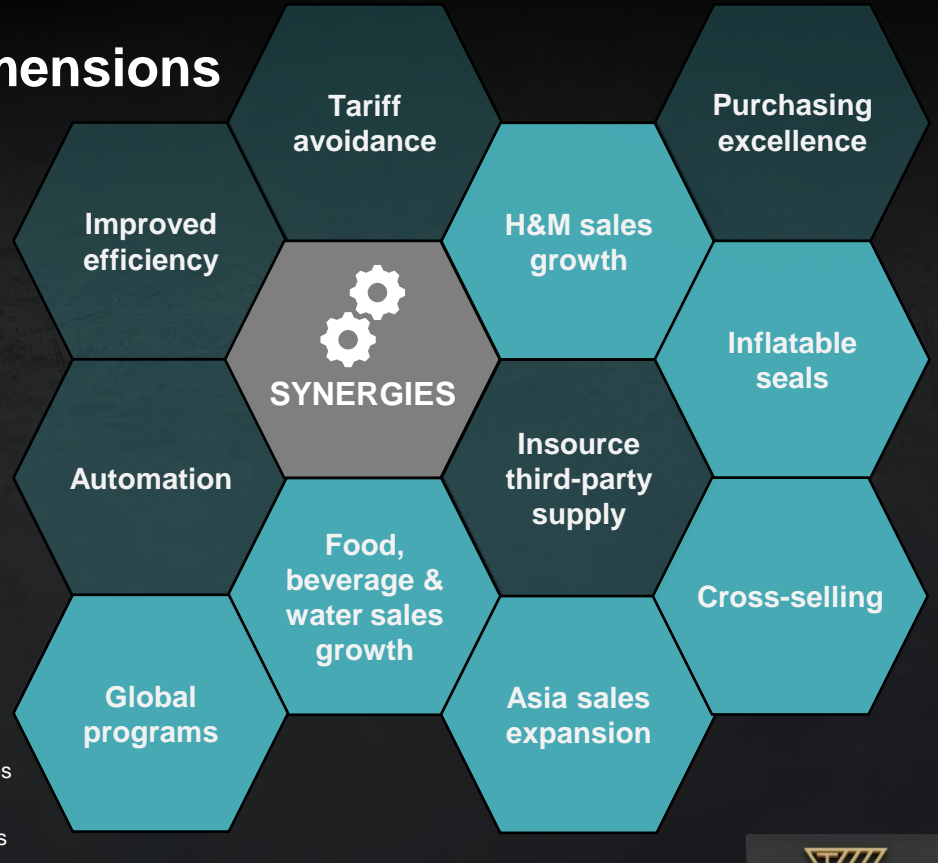 mensions
Tariff
avoidance
Purchasing
excellence
Improved
efficiency
H&M sales
growth
Inflatable
seals
SYNERGIES
Automation
Insource
third-party
supply
Food,
beverage &
water sales
growth
Cross-selling
Global
programs
Asia sales
expansion